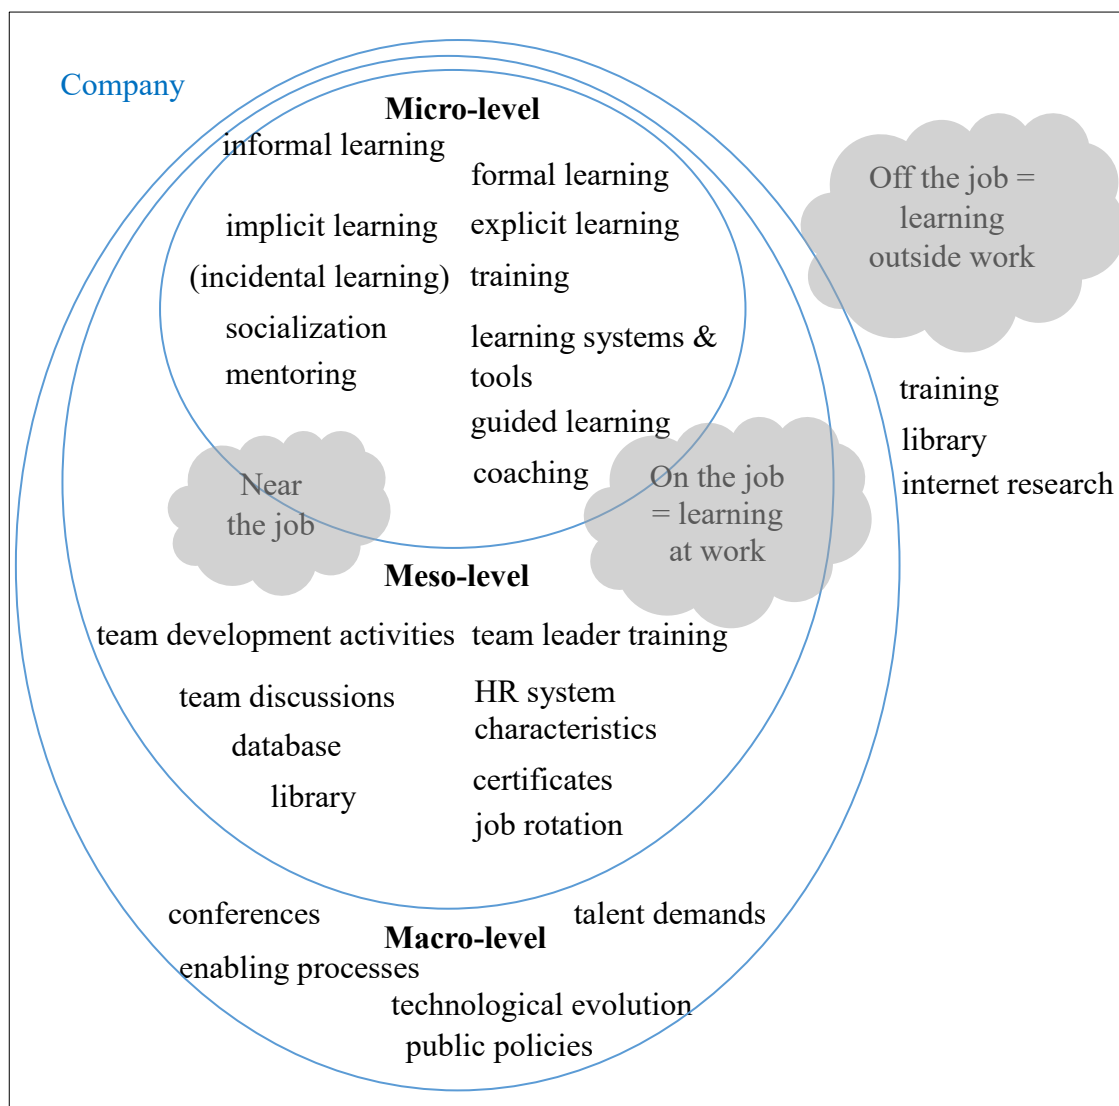 Company
Micro-level
informal learning
formal learning
implicit learning
explicit learning
(incidental learning)
training
socialization
learning systems &
tools
mentoring
guided learning
coaching
Off the job =
learning
outside work
training
library
internet research
Near
the job
On the job
= learning
at work
Meso-level
team development activities
team leader training
team discussions
HR system
characteristics
database
certificates
library
job rotation
conferences
talent demands
Macro-level
enabling processes
technological evolution
public policies